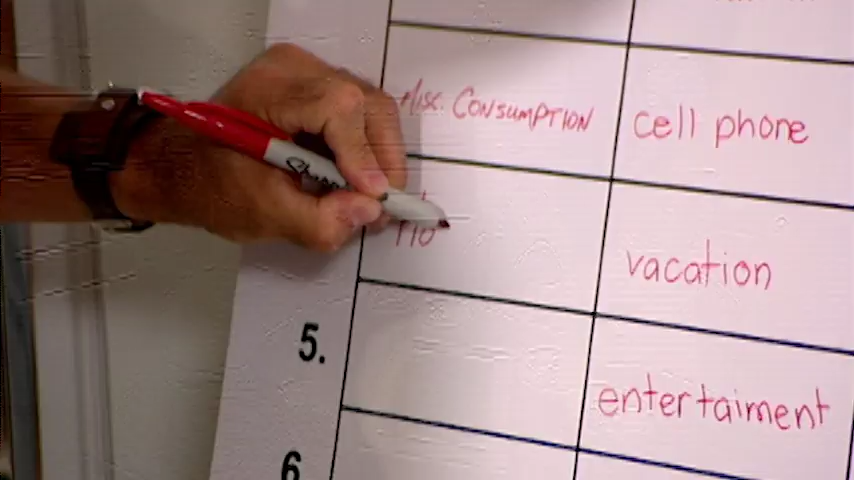 Misc. Consumption
cell phone
vacation
5.
entertaiment
6